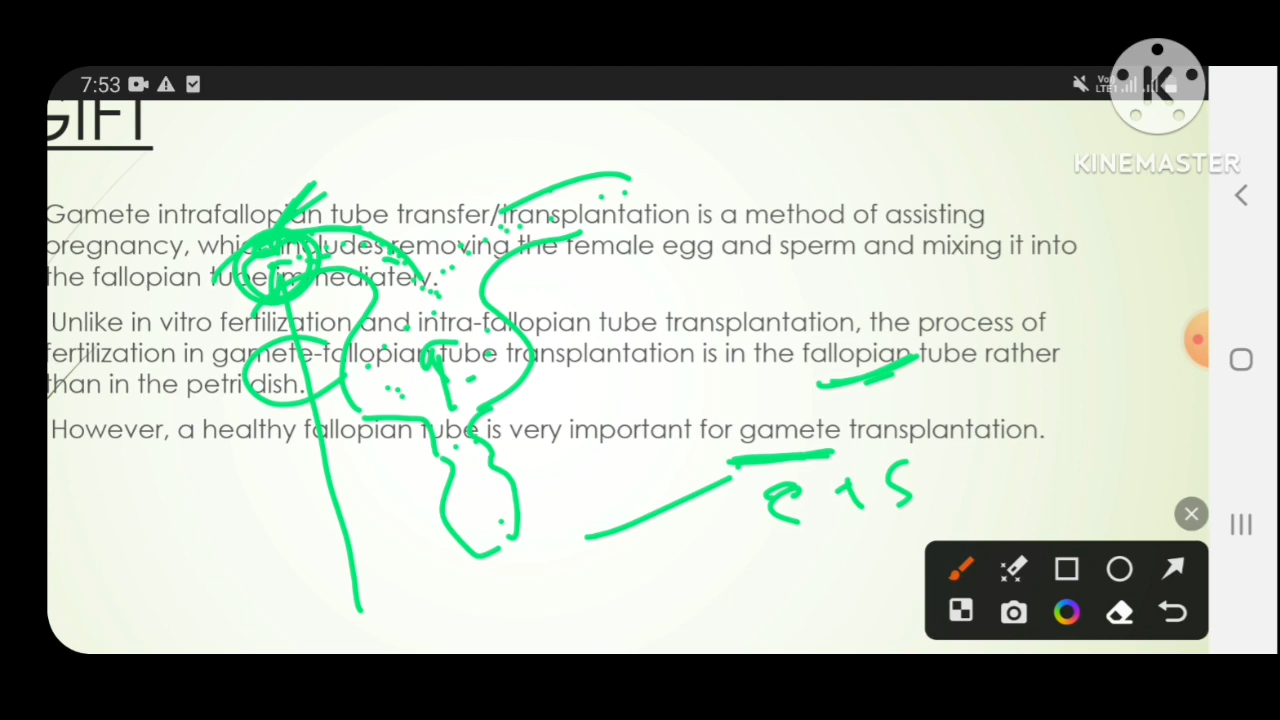 7:53
Vo)
LTE1
KINEMASTER
GIFT
Gamete intrafallopian tube transfer/transplantation is a method of assisting
pregnancy, which includes removing the female egg and sperm and mixing it into
the fallopian tube immediately.
Unlike in vitro fertilization and intra-fallopian tube transplantation, the process of
fertilization in gamete-fallopian tube transplantation is in the fallopian tube rather
than in the petri dish.
However, a healthy fallopian tube is very important for gamete transplantation.
e + s